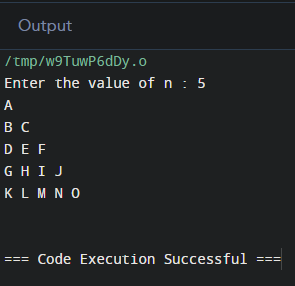 Output
/tmp/w9TuwP6dDy.o
Enter the value of n : 5
A
B C
D E F
G H I J
K L M N O
=== Code Execution Successful ===